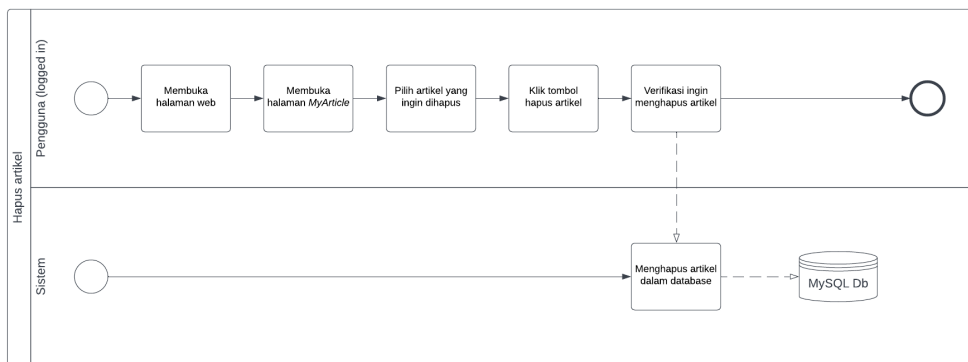 Hapus artikel
Pengguna (logged in)
Membuka
halaman web
Membuka
halaman MyArticle
Pilih artikel yang
ingin dihapus
Klik tombol
hapus artikel
Verifikasi ingin
menghapus artikel
Sistem
Menghapus artikel
dalam database
MySQL Db